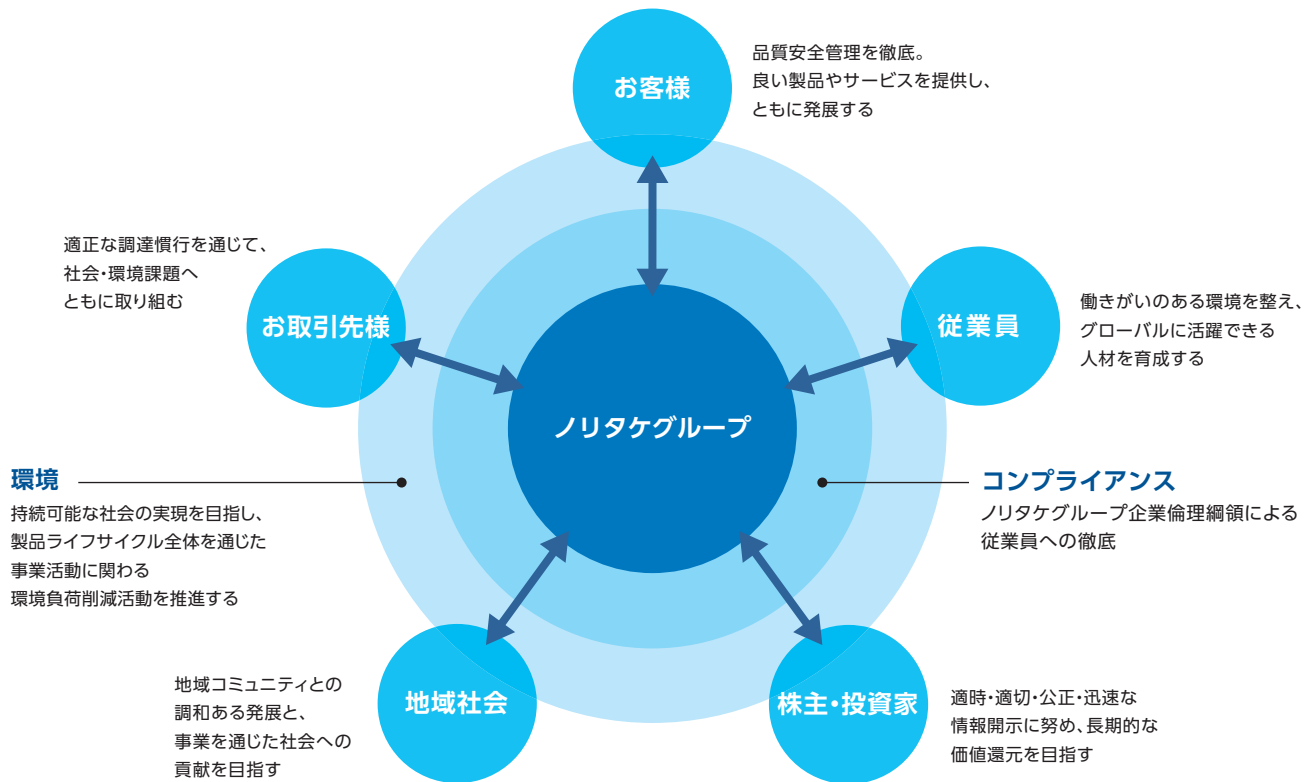 お客様
品質安全管理を徹底。
良い製品やサービスを提供し、
ともに発展する
適正な調達慣行を通じて、
社会・環境課題へ
ともに取り組む
お取引先様
従業員
働きがいのある環境を整え、
グローバルに活躍できる
人材を育成する
ノリタケグループ
環境
持続可能な社会の実現を目指し、
製品ライフサイクル全体を通じた
事業活動に関わる
環境負荷削減活動を推進する
コンプライアンス
ノリタケグループ企業倫理綱領による
従業員への徹底
地域コミュニティとの
調和ある発展と、
事業を通じた社会への
貢献を目指す
地域社会
株主・投資家
適時・適切・公正・迅速な
情報開示に努め、長期的な
価値還元を目指す